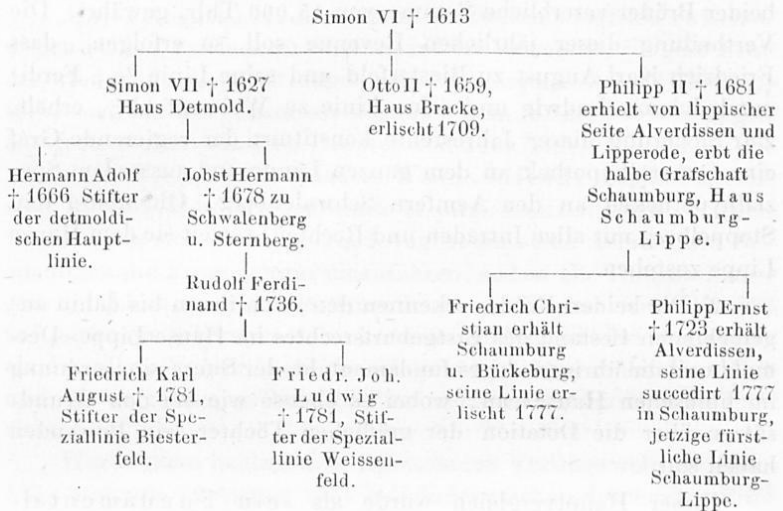 Simon VI † 1613
Simon VII † 1627
Haus Detmold.
Otto II † 1659,
Haus Bracke,
erlischt 1709.
Philipp II † 1681
erhielt von lippischer
Seite Alverdissen und
Lipperode, erbt die
halbe Grafschaft
Schaumburg, Haus
Schaumburg-
Lippe.
Hermann Adolf
† 1666, Stifter
der detmoldi-
schen Haupt-
linie.
Jobst Hermann
† 1678 zu
Schwalenberg
u. Sternberg.
Rudolf Ferdi-
nand † 1736.
Friedrich Karl
August † 1781.
Stifter der Spe-
ziallinie Biester-
feld.
Friedr. Joh.
Ludwig
† 1781, Stif-
ter der Spezial-
linie Weissen-
feld.
Friedrich Chri-
stian erhält
Schaumburg
u. Bückeburg,
seine Linie er-
lischt 1777.
Philipp Ernst
† 1723 erhält
Alverdissen,
seine Linie
succedirt 1777
in Schaumburg,
jetzige fürst-
liche Linie
Schaumburg-
Lippe.